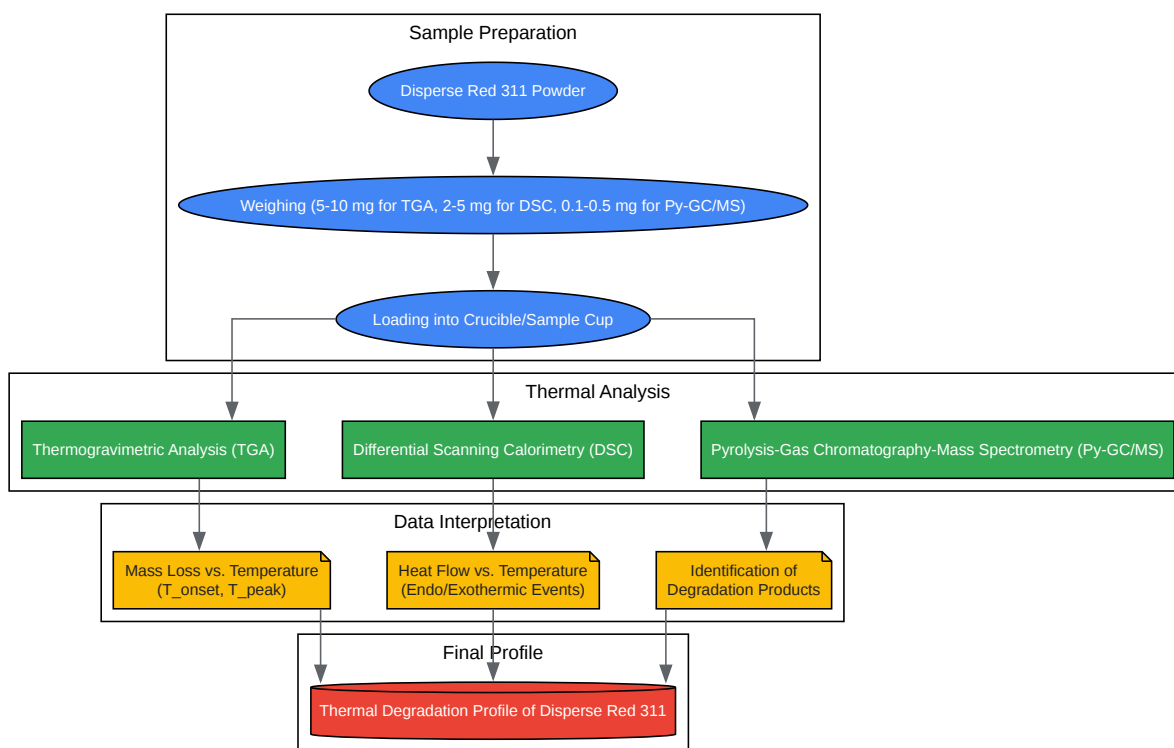 Sample Preparation
Disperse Red 311 Powder
Weighing (5-10 mg for TGA, 2-5 mg for DSC, 0.1-0.5 mg for Py-GC/MS)
Loading into Crucible/Sample Cup
Thermal Analysis
Thermogravimetric Analysis (TGA)
Differential Scanning Calorimetry (DSC)
Pyrolysis-Gas Chromatography-Mass Spectrometry (Py-GC/MS)
Data Interpretation
Mass Loss vs. Temperature
(T_onset, T_peak)
Heat Flow vs. Temperature
(Endo/Exothermic Events)
Identification of
Degradation Products
Final Profile
Thermal Degradation Profile of Disperse Red 311